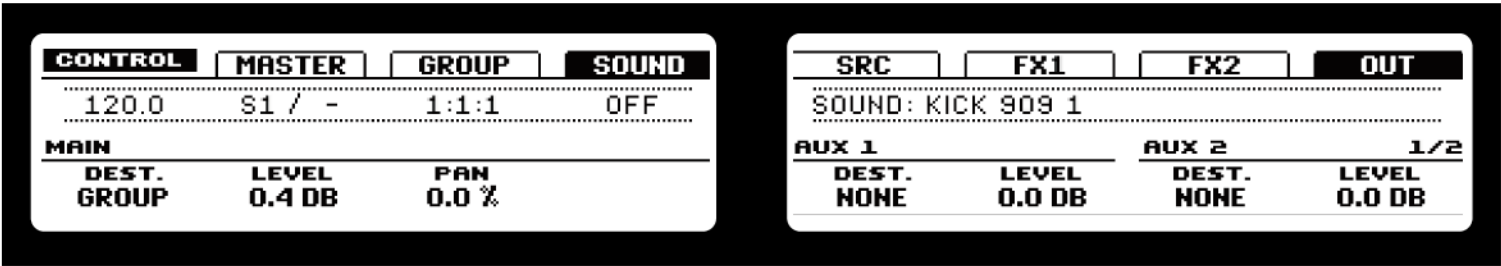 CONTROL MASTER GROUP SOUND
120.0 S1 / - 1:1:1 OFF
MAIN
DEST. LEVEL PAN
GROUP 0.4 DB 0.0 %
SRC FX1 FX2 OUT
SOUND: KICK 909 1
AUX 1 AUX 2 1/2
DEST. LEVEL DEST. LEVEL
NONE 0.0 DB NONE 0.0 DB